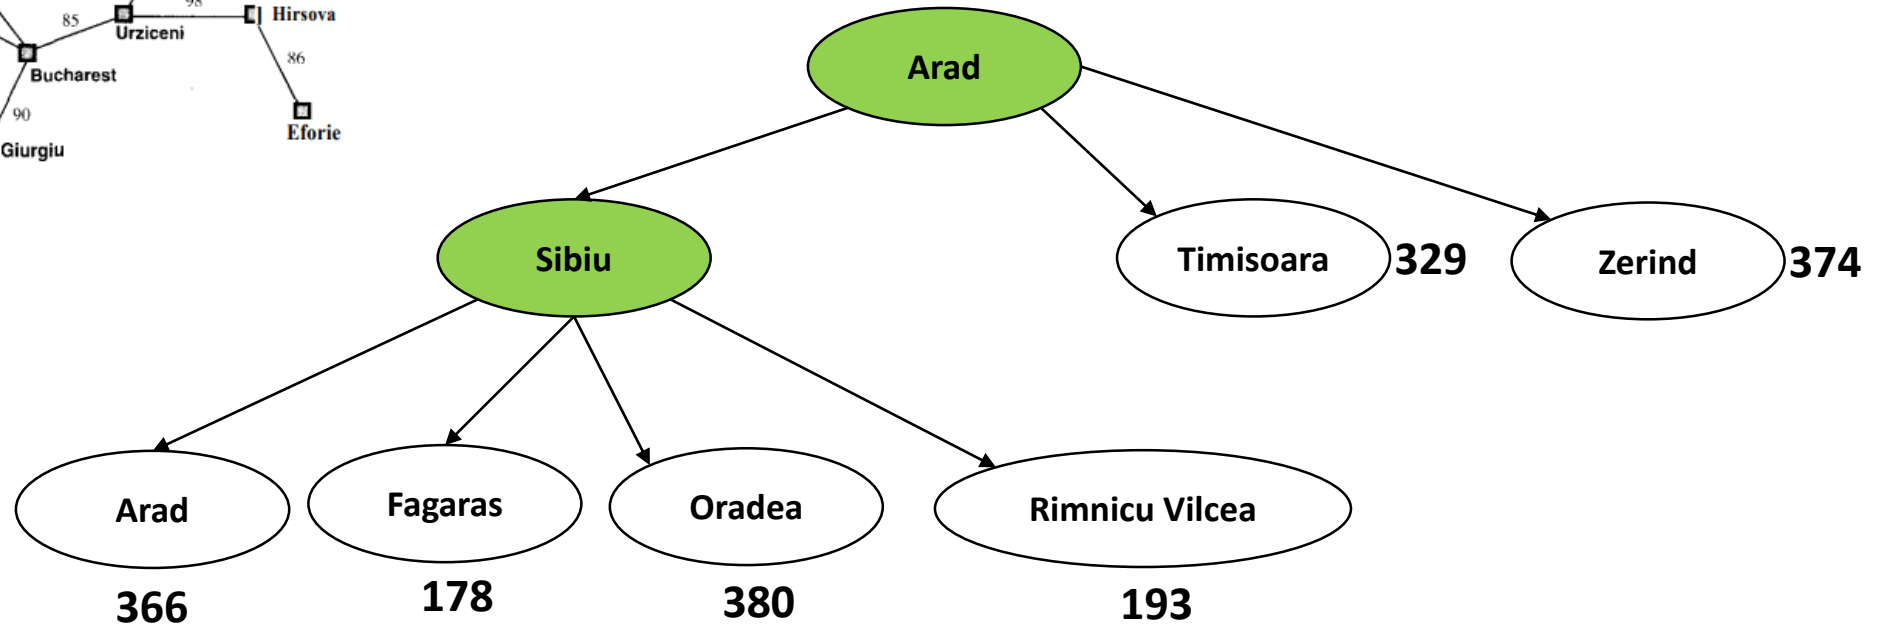 98
85
Hirsova
Urziceni
86
Bucharest
90
Eforie
Giurgiu
Arad
Sibiu
Timisoara 329
Zerind 374
Arad
Fagaras
Oradea
Rimnicu Vilcea
366
178
380
193